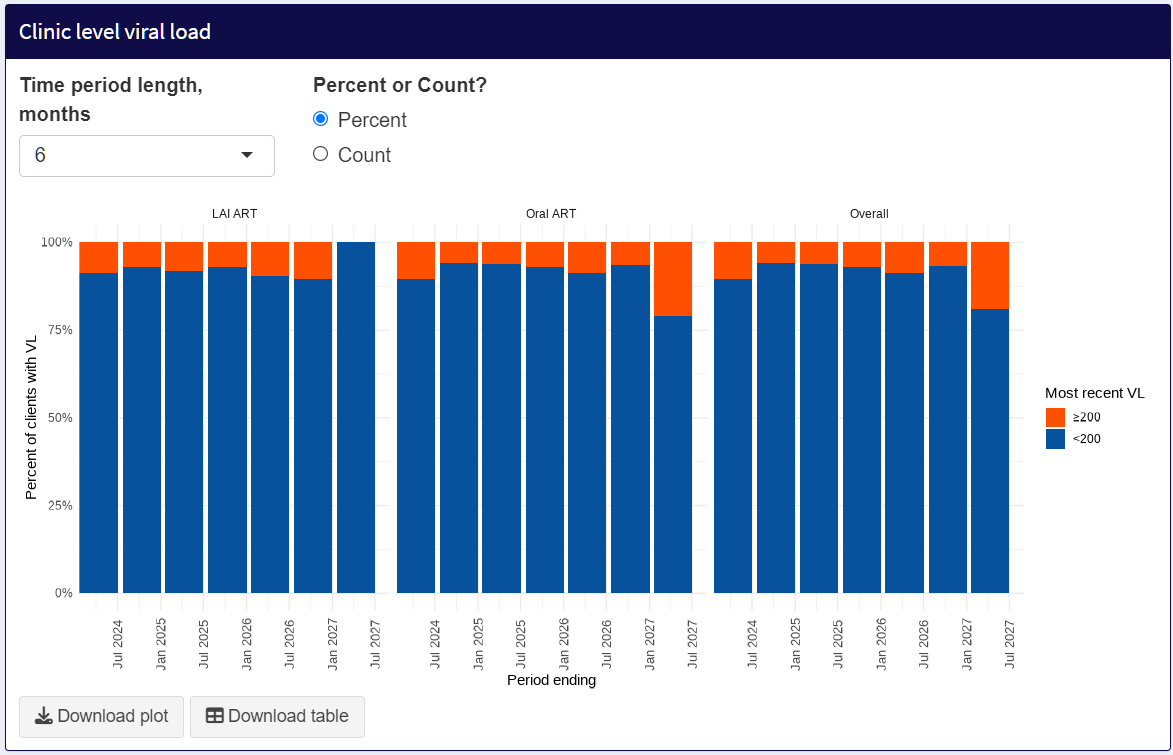 Clinic level viral load
Time period length,
months
6
Percent or Count?
Percent
Count
LAI ART
Oral ART
Overall
100%
75%
50%
25%
0%
Percent of clients with VL
Jul 2024
Jan 2025
Jul 2025
Jan 2026
Jul 2026
Jan 2027
Jul 2027
Jul 2024
Jan 2025
Jul 2025
Jan 2026
Jul 2026
Jan 2027
Jul 2027
Jul 2024
Jan 2025
Jul 2025
Jan 2026
Jul 2026
Jan 2027
Jul 2027
Period ending
Most recent VL
≥200
<200
Download plot
Download table